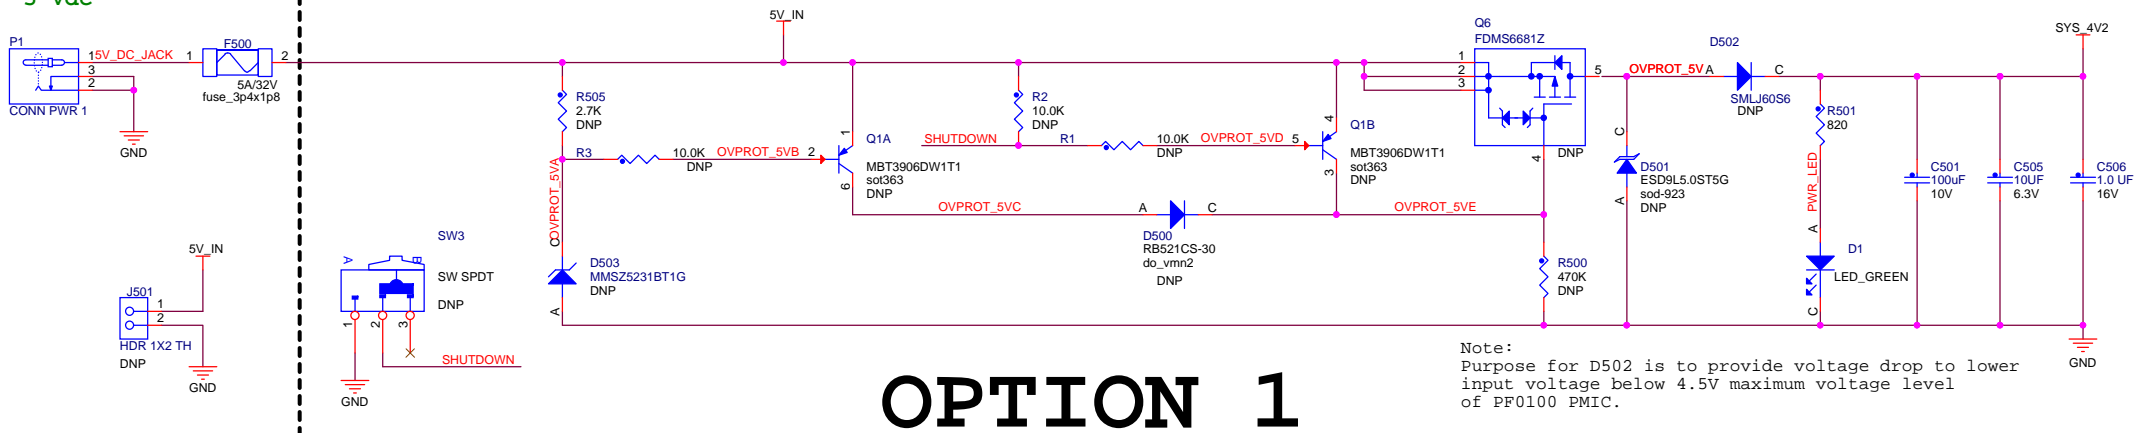 5 Vdc
P1
1
5V_DC_JACK
3
2
CONN PWR 1
GND
1
F500
2
5A/32V
fuse_3p4x1p8
5V_IN
R505
2.7K
DNP
R3
10.0K
DNP
OVPROT_5VB
2
OVPROT_5VA
1
Q1A
MBT3906DW1T1
sot363
DNP
6
SHUTDOWN
R2
10.0K
DNP
R1
10.0K
DNP
OVPROT_5VD
5
4
Q1B
MBT3906DW1T1
sot363
DNP
3
OVPROT_5VC
A
C
D500
RB521CS-30
do_vmn2
DNP
OVPROT_5VE
Q6
FDMS6681Z
1
2
3
5
4
DNP
R500
470K
DNP
OVPROT_5V
A
D502
C
SMLJ60S6
DNP
C
D501
ESD9L5.0ST5G
sod-923
DNP
A
R501
820
PWR_LED
A
D1
LED_GREEN
C
SYS_4V2
C501
100uF
10V
C505
10UF
6.3V
C506
1.0 UF
16V
GND
5V_IN
J501
1
2
HDR 1X2 TH
DNP
GND
SW3
A
B
SW SPDT
DNP
1
2
3
SHUTDOWN
GND
C
D503
MMSZ5231BT1G
DNP
A
Note:
Purpose for D502 is to provide voltage drop to lower
input voltage below 4.5V maximum voltage level
of PF0100 PMIC.
OPTION 1